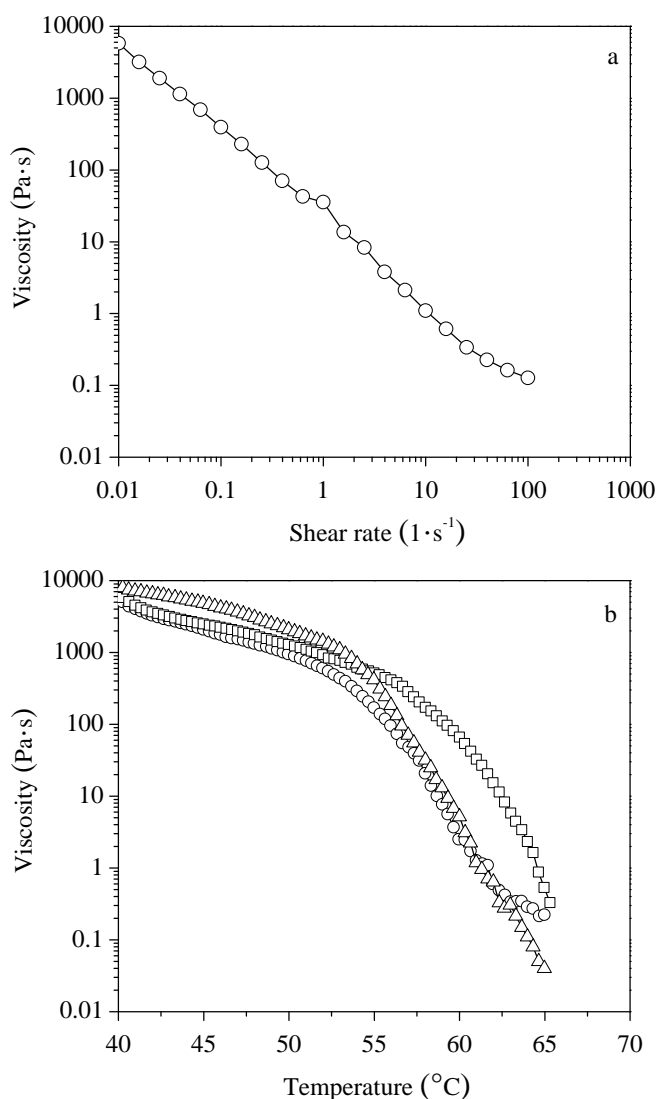 a
Viscosity (Pa·s)
10000
1000
100
10
1
0.1
0.01
0.01 0.1 1 10 100 1000
Shear rate (1·s⁻¹)
b
Viscosity (Pa·s)
10000
1000
100
10
1
0.1
0.01
40 45 50 55 60 65 70
Temperature (°C)